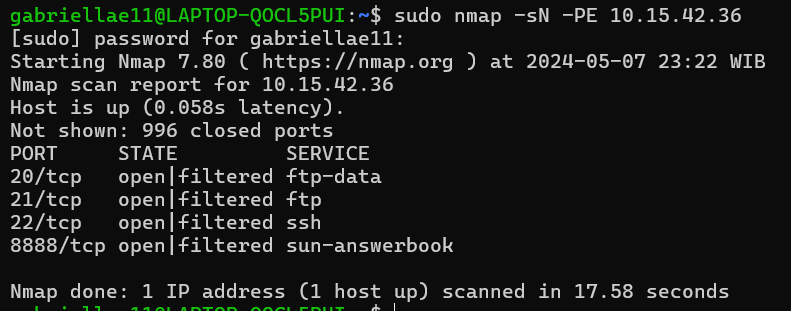 gabriellae11@LAPTOP-QOCL5PUI:~$ sudo nmap -sN -PE 10.15.42.36
[sudo] password for gabriellae11:
Starting Nmap 7.80 ( https://nmap.org ) at 2024-05-07 23:22 WIB
Nmap scan report for 10.15.42.36
Host is up (0.058s latency).
Not shown: 996 closed ports
PORT     STATE         SERVICE
20/tcp   open|filtered ftp-data
21/tcp   open|filtered ftp
22/tcp   open|filtered ssh
8888/tcp open|filtered sun-answerbook
Nmap done: 1 IP address (1 host up) scanned in 17.58 seconds
gabriellae11@LAPTOP-QOCL5PUI:~$